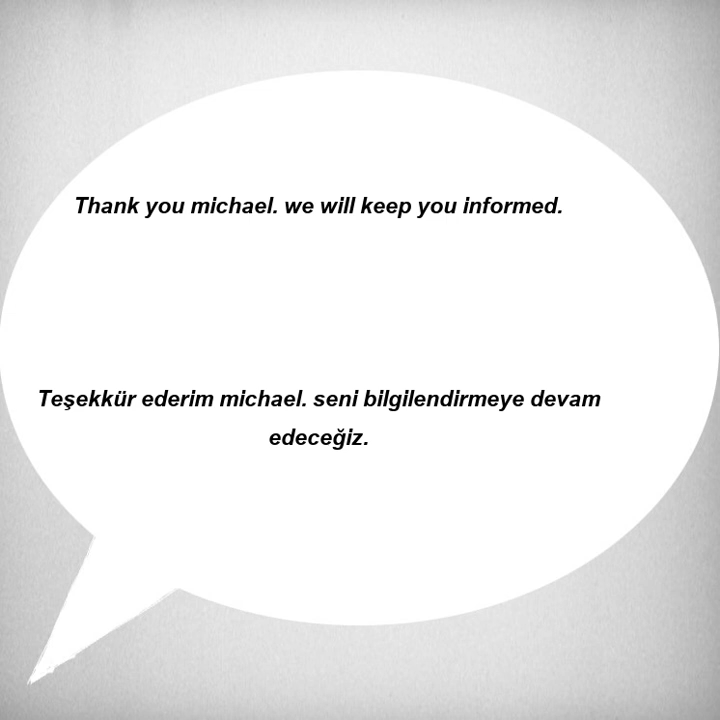 Thank you michael. we will keep you informed.
Teşekkür ederim michael. seni bilgilendirmeye devam
edeceğiz.